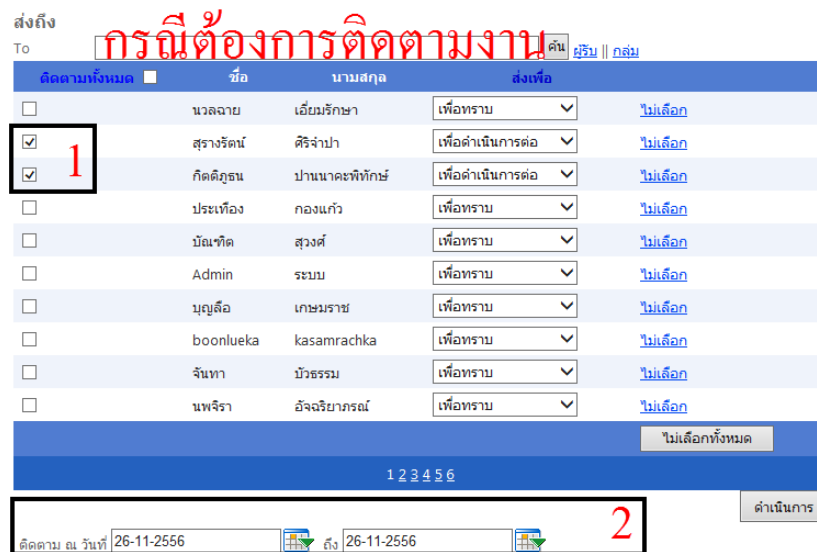 ส่งถึง
กรณีต้องการติดตามงาน
To ค้น ผู้รับ || กลุ่ม
ติดตามทั้งหมด ชื่อ นามสกุล ส่งเพื่อ
นวลฉาย เอี่ยมรักษา เพื่อทราบ ไม่เลือก
1
สุรางรัตน์ ศิริจำปา เพื่อดำเนินการต่อ ไม่เลือก
กิตติภูธน ปานนาคะพิทักษ์ เพื่อดำเนินการต่อ ไม่เลือก
ประเทือง กองแก้ว เพื่อทราบ ไม่เลือก
บัณฑิต สุวงศ์ เพื่อทราบ ไม่เลือก
Admin ระบบ เพื่อทราบ ไม่เลือก
บุญลือ เกษมราช เพื่อทราบ ไม่เลือก
boonlueka kasamrachka เพื่อทราบ ไม่เลือก
จันทา บัวธรรม เพื่อทราบ ไม่เลือก
นพจิรา อัจฉริยาภรณ์ เพื่อทราบ ไม่เลือก
ไม่เลือกทั้งหมด
1 2 3 4 5 6
ดำเนินการ
2
ติดตาม ณ วันที่ 26-11-2556 ถึง 26-11-2556